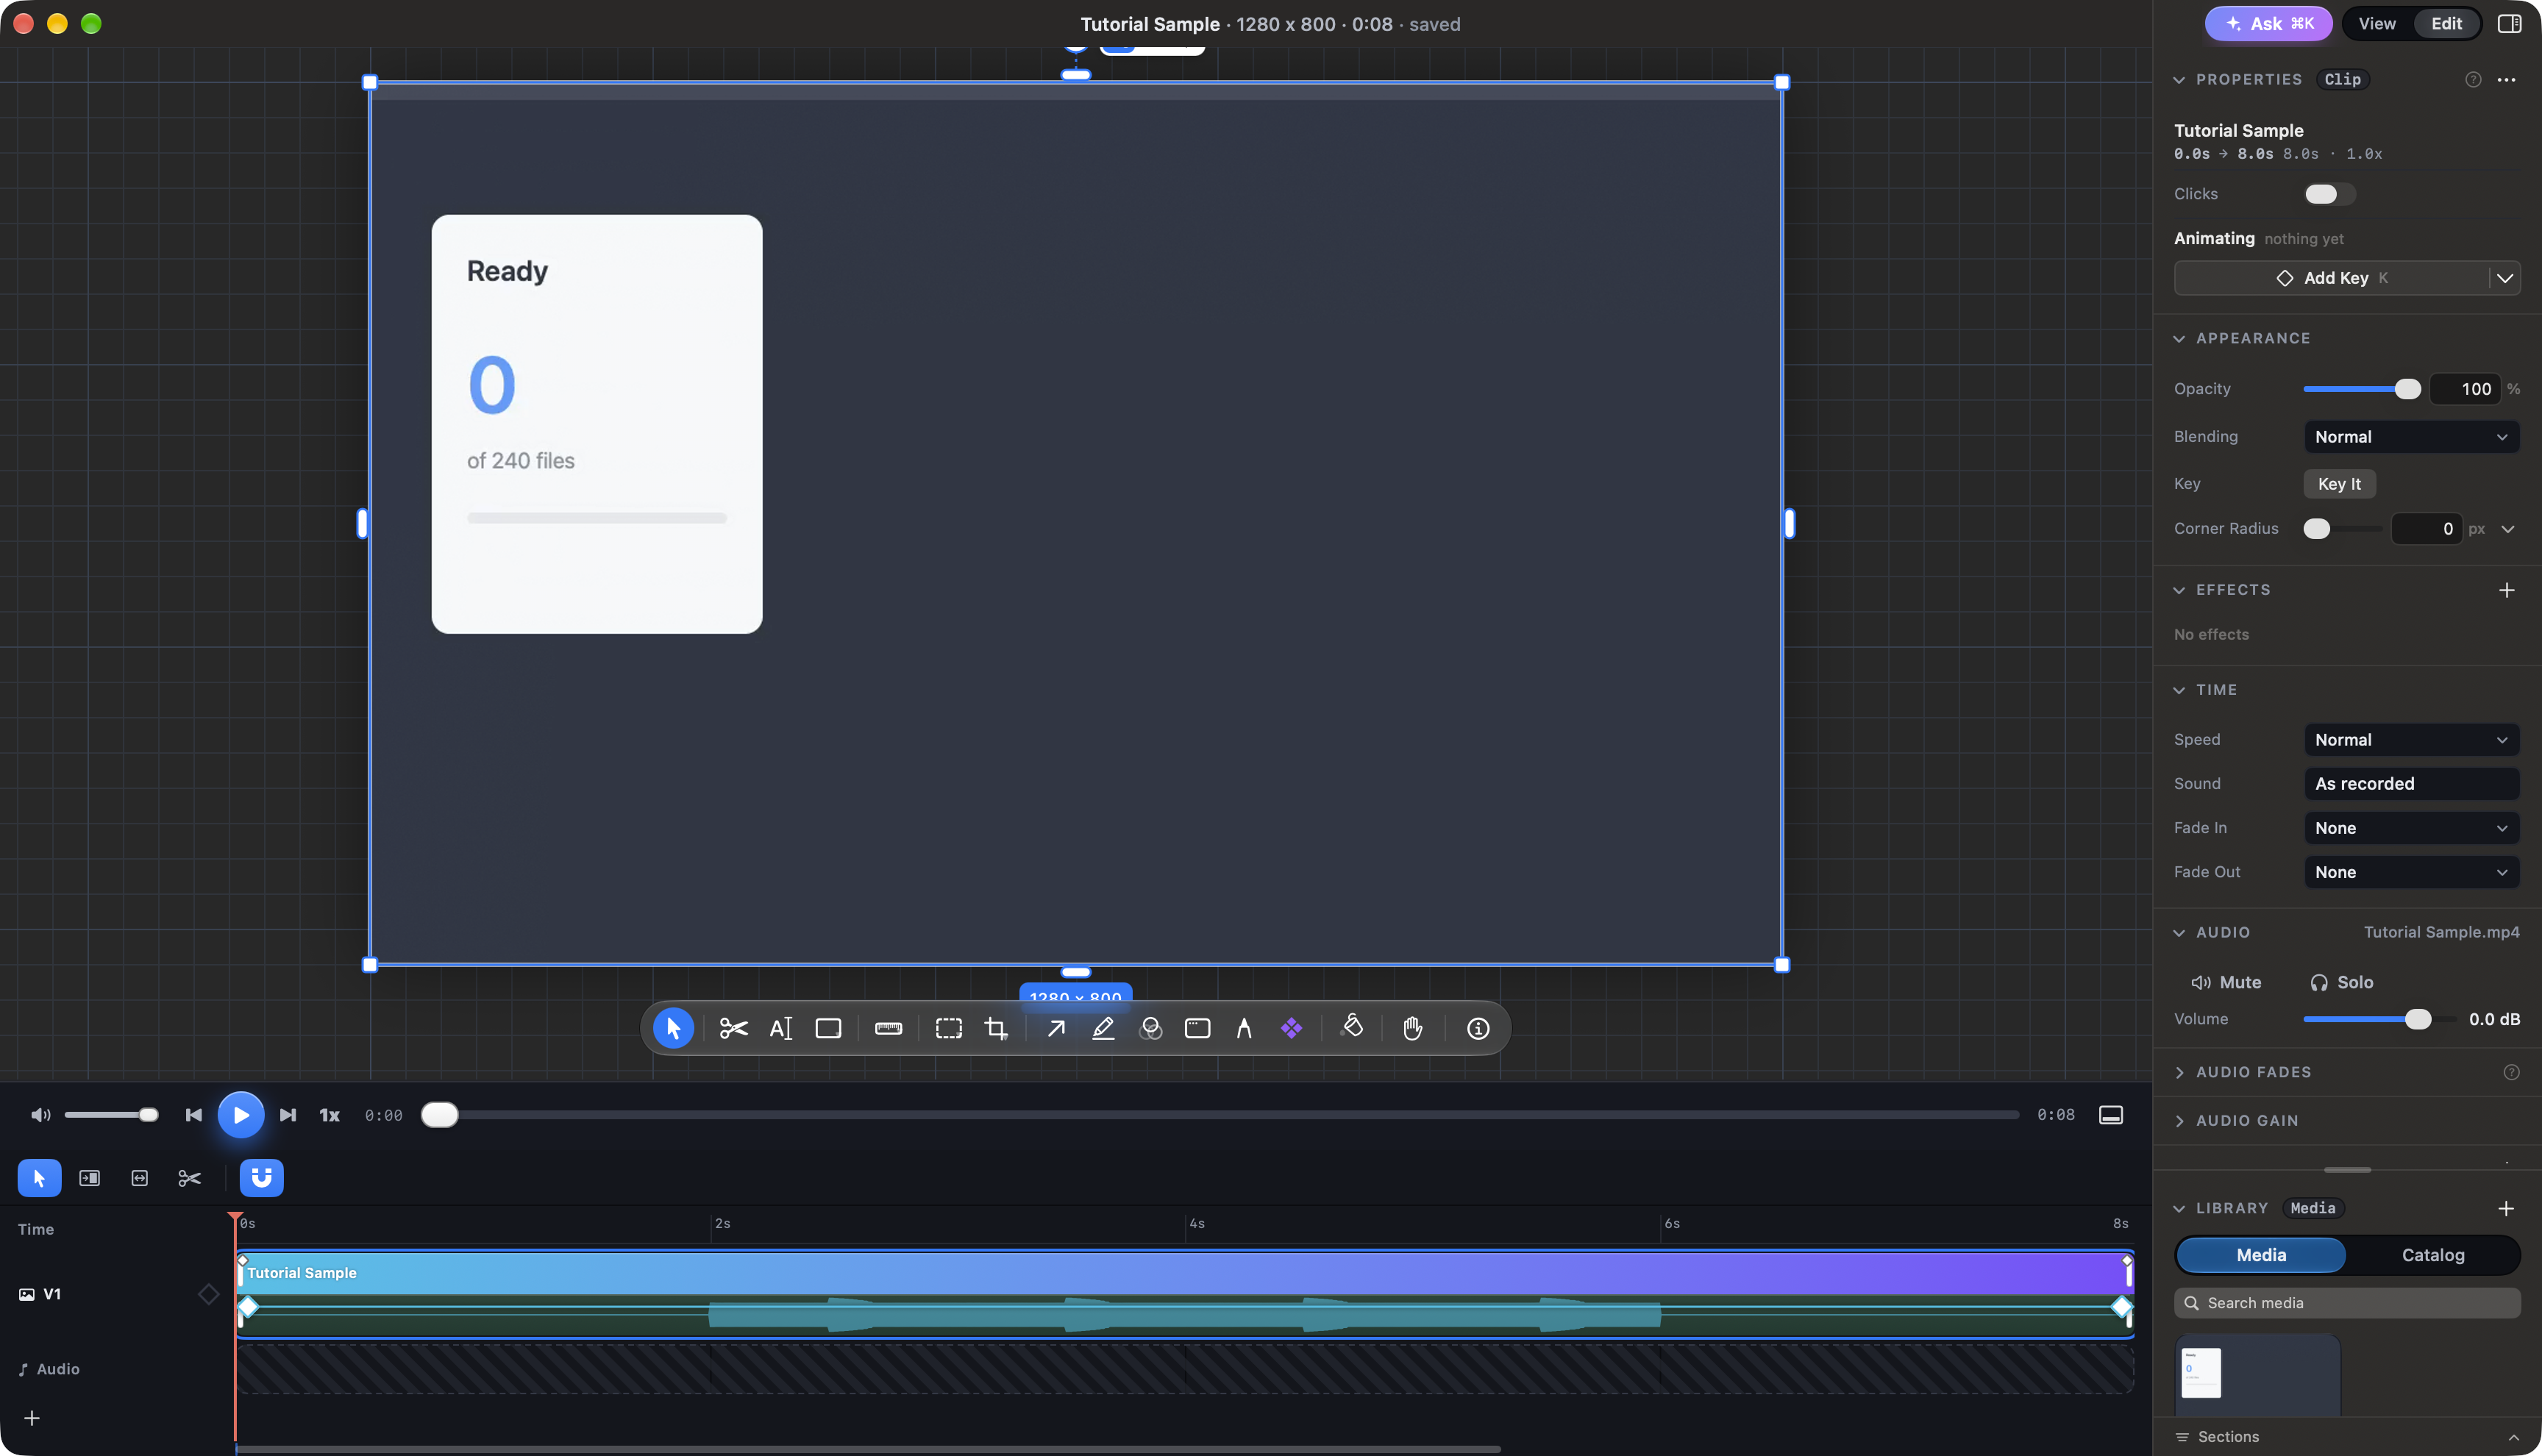 Tutorial Sample · 1280 x 800 · 0:08 · saved
Ask ⌘K
View
Edit
PROPERTIES Clip
Tutorial Sample
0.0s → 8.0s 8.0s · 1.0x
Clicks
Animating nothing yet
Add Key K
APPEARANCE
Opacity 100 %
Blending Normal
Key Key It
Corner Radius 0 px
EFFECTS
No effects
TIME
Speed Normal
Sound As recorded
Fade In None
Fade Out None
AUDIO Tutorial Sample.mp4
Mute Solo
Volume 0.0 dB
AUDIO FADES
AUDIO GAIN
LIBRARY Media
Media Catalog
Search media
Sections
Ready
0
of 240 files
1280 × 800
1x 0:00 0:08
Time 0s 2s 4s 6s 8s
Tutorial Sample
V1
Audio